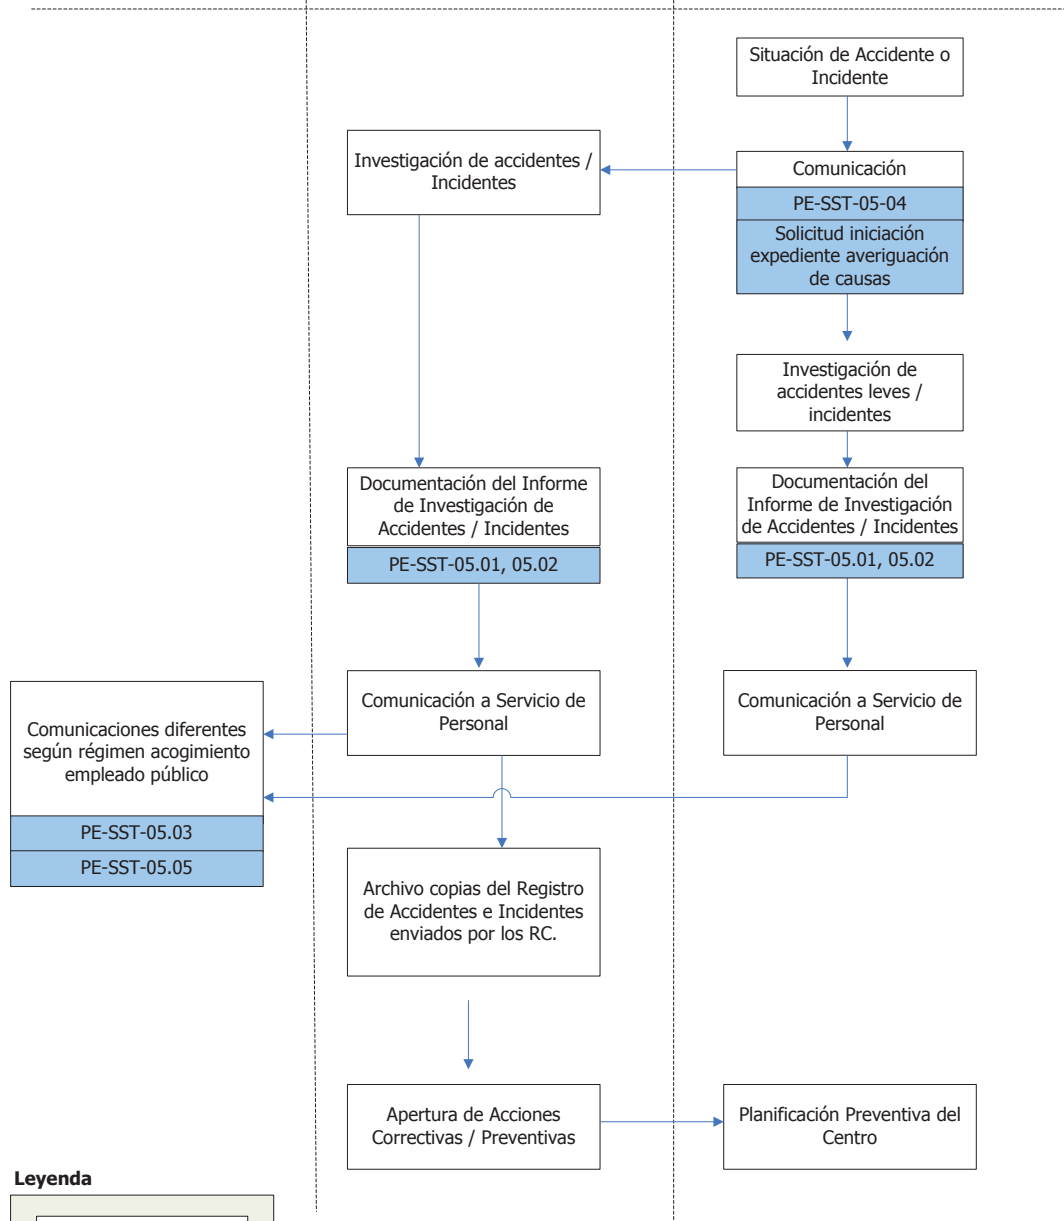 Situación de Accidente o
Incidente
Investigación de accidentes /
Incidentes
Comunicación
PE-SST-05-04
Solicitud iniciación
expediente averiguación
de causas
Investigación de
accidentes leves /
incidentes
Documentación del Informe
de Investigación de
Accidentes / Incidentes
PE-SST-05.01, 05.02
Documentación del
Informe de Investigación
de Accidentes / Incidentes
PE-SST-05.01, 05.02
Comunicaciones diferentes
según régimen acogimiento
empleado público
PE-SST-05.03
PE-SST-05.05
Comunicación a Servicio de
Personal
Comunicación a Servicio de
Personal
Archivo copias del Registro
de Accidentes e Incidentes
enviados por los RC.
Apertura de Acciones
Correctivas / Preventivas
Planificación Preventiva del
Centro
Leyenda